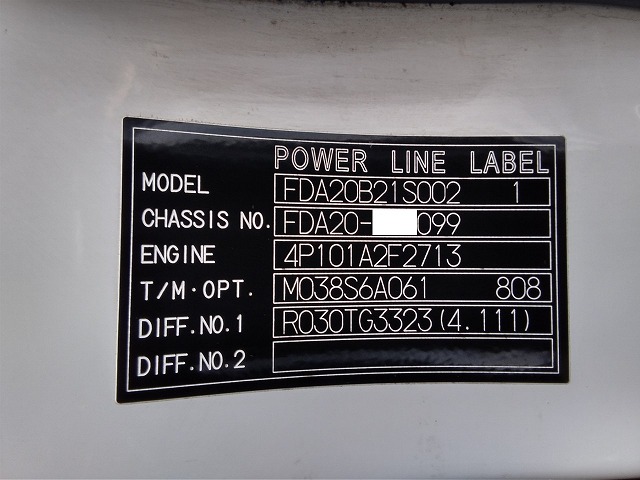 POWER LINE LABEL
MODEL FDA20B21S002 1
CHASSIS NO. FDA20- 099
ENGINE 4P101A2F2713
T/M·OPT. M038S6A061 808
DIFF.NO.1 R030TG3323(4.111)
DIFF.NO.2